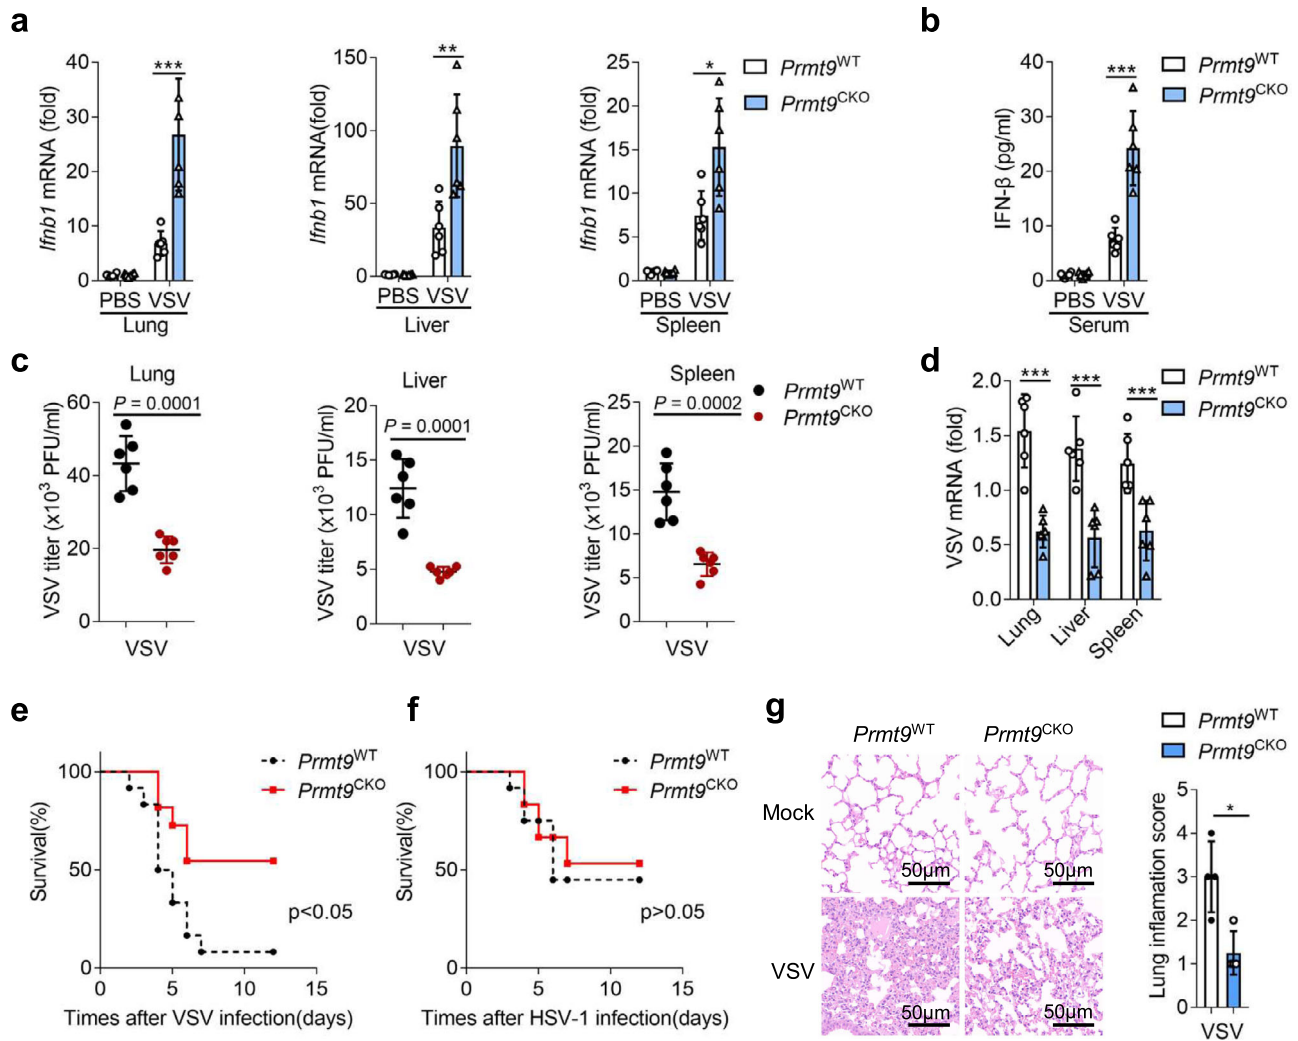 a
Ifnb1 mRNA (fold)
40
30
20
10
0
***
PBS VSV
Lung
Ifnb1 mRNA(fold)
150
100
50
0
**
PBS VSV
Liver
Ifnb1 mRNA (fold)
25
20
15
10
5
0
*
PBS VSV
Spleen
Prmt9WT
Prmt9CKO
b
IFN-β (pg/ml)
40
30
20
10
0
***
PBS VSV
Serum
Prmt9WT
Prmt9CKO
c
Lung
P = 0.0001
VSV titer (x10³ PFU/ml)
60
40
20
0
VSV
Liver
P = 0.0001
VSV titer (x10³ PFU/ml)
20
15
10
5
0
VSV
Spleen
P = 0.0002
VSV titer (x10³ PFU/ml)
25
20
15
10
5
0
VSV
Prmt9WT
Prmt9CKO
d
VSV mRNA (fold)
2.0
1.5
1.0
0.5
0.0
***
***
***
Lung
Liver
Spleen
Prmt9WT
Prmt9CKO
e
Survival(%)
100
50
0
0 5 10 15
Times after VSV infection(days)
Prmt9WT
Prmt9CKO
p<0.05
f
Survival(%)
100
50
0
0 5 10 15
Times after HSV-1 infection(days)
Prmt9WT
Prmt9CKO
p>0.05
g
Prmt9WT Prmt9CKO
Mock
50μm 50μm
VSV
50μm 50μm
Prmt9WT
Prmt9CKO
Lung inflamation score
5
4
3
2
1
0
*
VSV